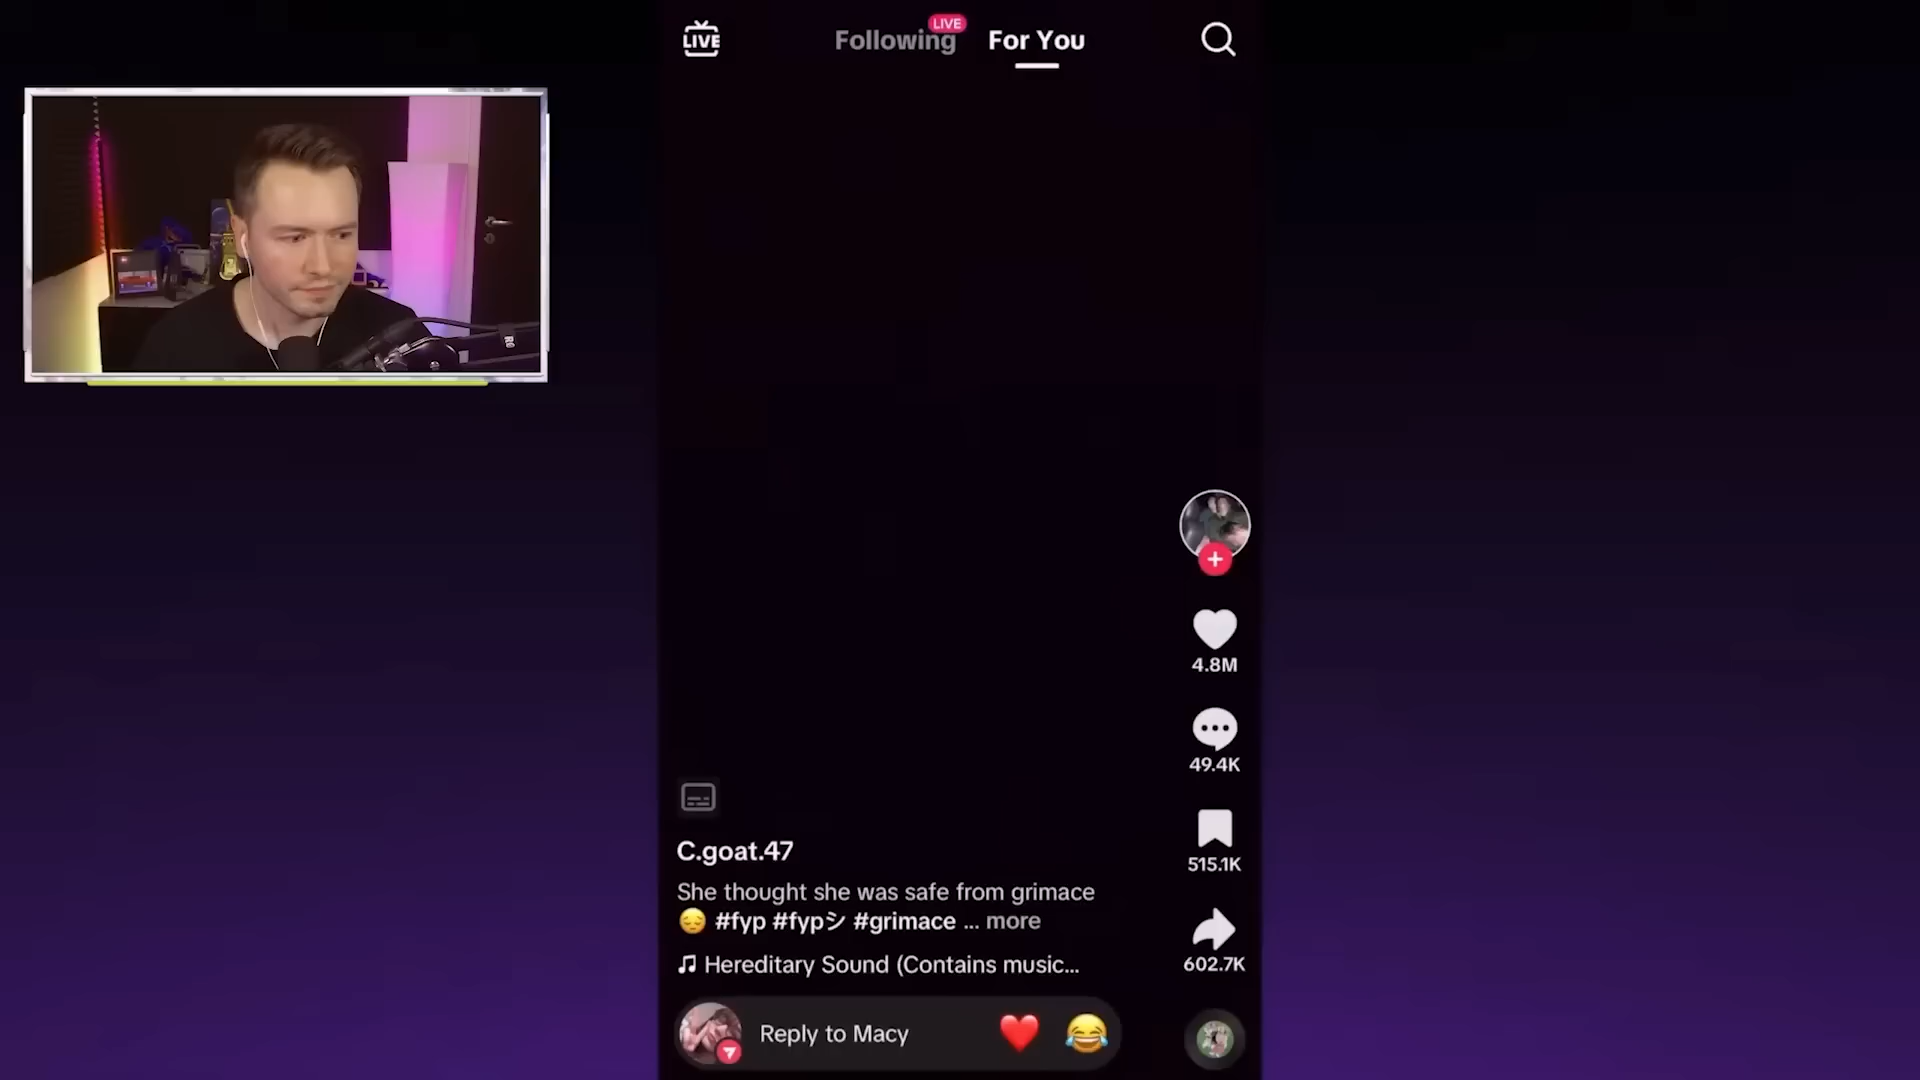 LIVE
Following
LIVE
For You
4.8M
49.4K
515.1K
602.7K
C.goat.47
She thought she was safe from grimace
😔 #fyp #fypシ #grimace ... more
Hereditary Sound (Contains music...
Reply to Macy